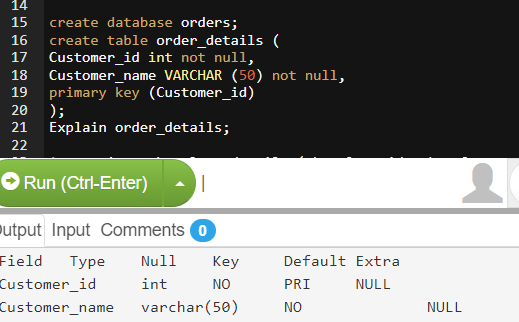 14
15 create database orders;
16 create table order_details (
17 Customer_id int not null,
18 Customer_name VARCHAR (50) not null,
19 primary key (Customer_id)
20 );
21 Explain order_details;
22
Run (Ctrl-Enter)
utput Input Comments 0
Field Type Null Key Default Extra
Customer_id int NO PRI NULL
Customer_name varchar(50) NO NULL